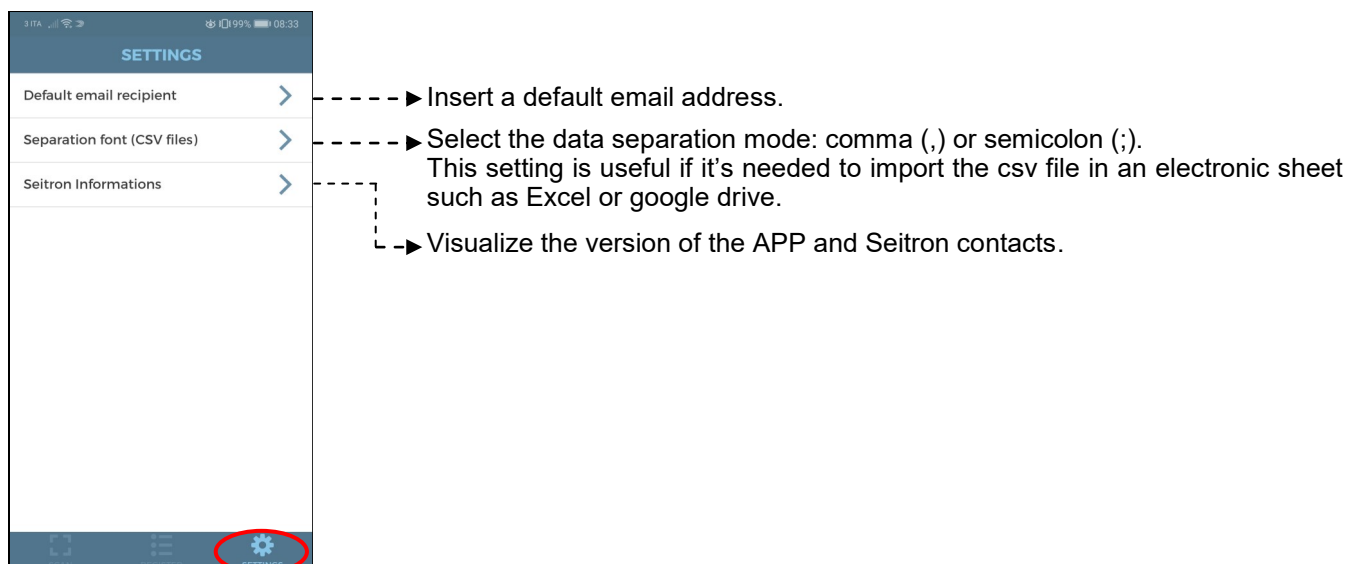 3 ITA 99% 08:33
SETTINGS
Default email recipient
Insert a default email address.
Separation font (CSV files)
Select the data separation mode: comma (,) or semicolon (;).
This setting is useful if it’s needed to import the csv file in an electronic sheet
such as Excel or google drive.
Seitron Informations
Visualize the version of the APP and Seitron contacts.
SETTINGS